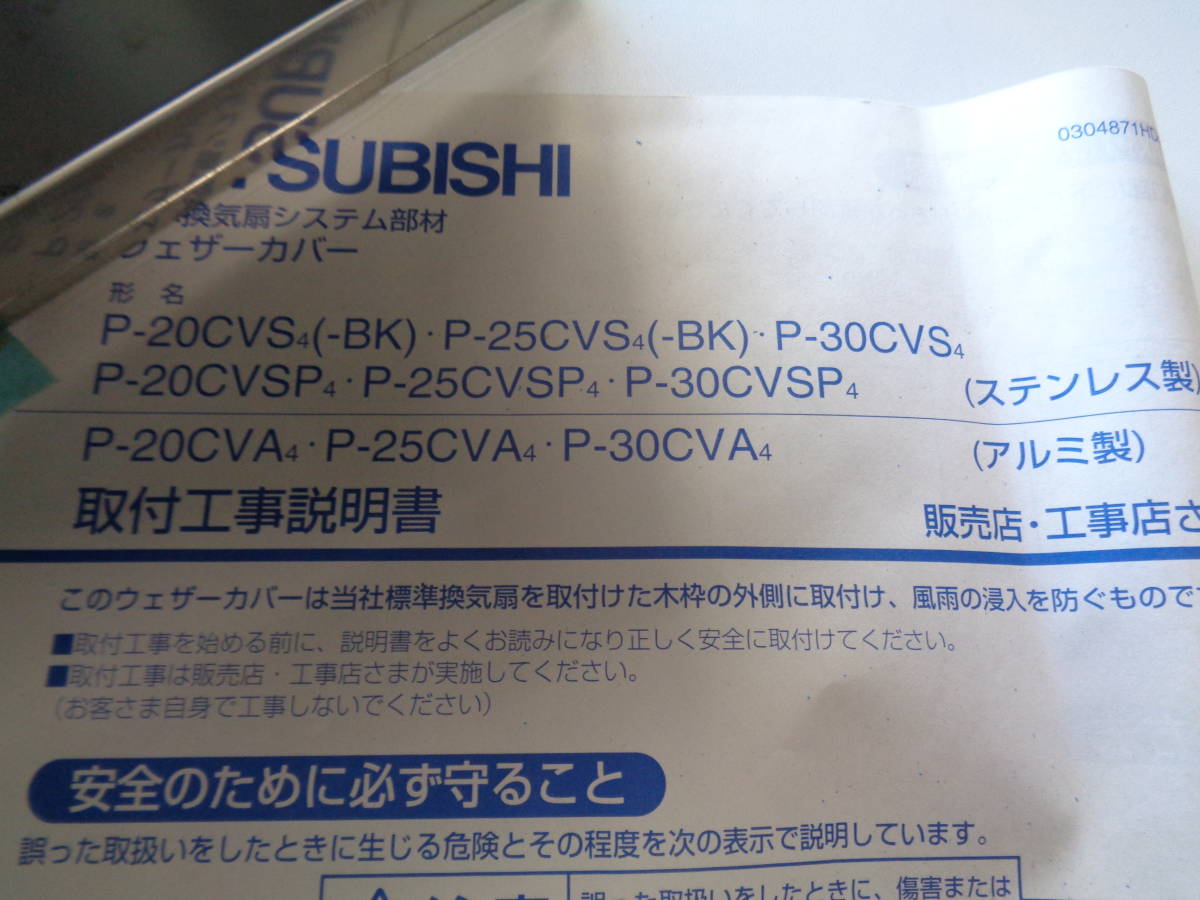 0304871H
SUBISHI
換気扇システム部材
ウェザーカバー
形 名
P-20CVS4(-BK)・P-25CVS4(-BK)・P-30CVS4
P-20CVSP4・P-25CVSP4・P-30CVSP4 (ステンレス製)
P-20CVA4・P-25CVA4・P-30CVA4 (アルミ製)
取付工事説明書 販売店・工事店さ
このウェザーカバーは当社標準換気扇を取付けた木枠の外側に取付け、風雨の浸入を防ぐものです
■取付工事を始める前に、説明書をよくお読みになり正しく安全に取付けてください。
■取付工事は販売店・工事店さまが実施してください。
(お客さま自身で工事しないでください)
安全のために必ず守ること
誤った取扱いをしたときに生じる危険とその程度を次の表示で説明しています。
誤った取扱いをしたときに、傷害または